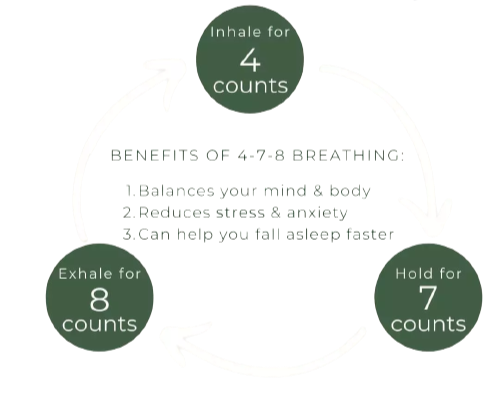 Inhale for
4
counts
BENEFITS OF 4-7-8 BREATHING:
1. Balances your mind & body
2. Reduces stress & anxiety
3. Can help you fall asleep faster
Exhale for
8
counts
Hold for
7
counts